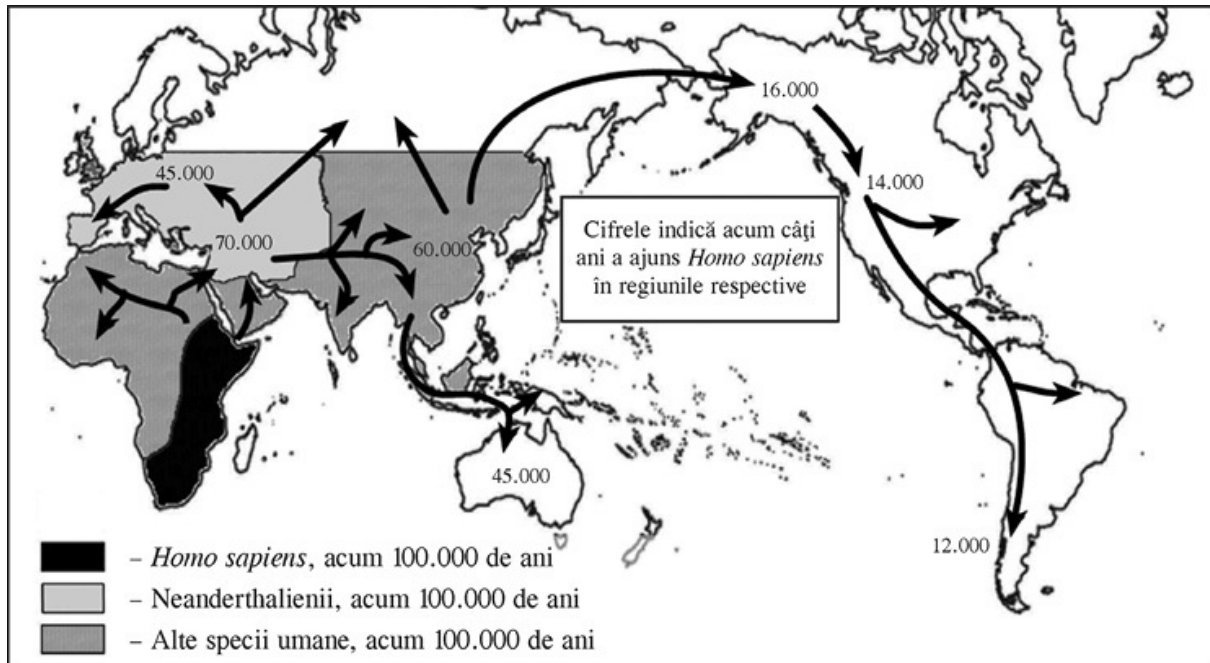 16.000
45.000
14.000
70.000
60.000
Cifrele indică acum câţi
ani a ajuns Homo sapiens
în regiunile respective
45.000
12.000
– Homo sapiens, acum 100.000 de ani
– Neanderthalienii, acum 100.000 de ani
– Alte specii umane, acum 100.000 de ani